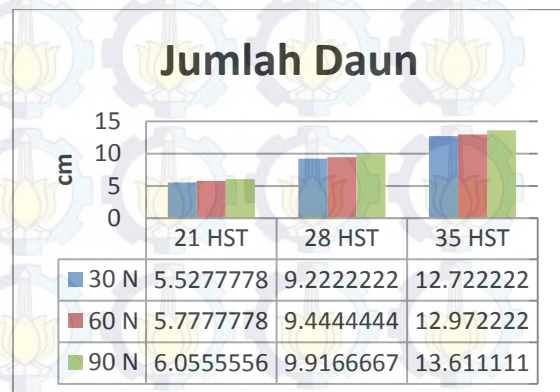 Jumlah Daun
cm
15
10
5
0
21 HST 28 HST 35 HST
30 N 5.5277778 9.2222222 12.722222
60 N 5.7777778 9.4444444 12.972222
90 N 6.0555556 9.9166667 13.611111